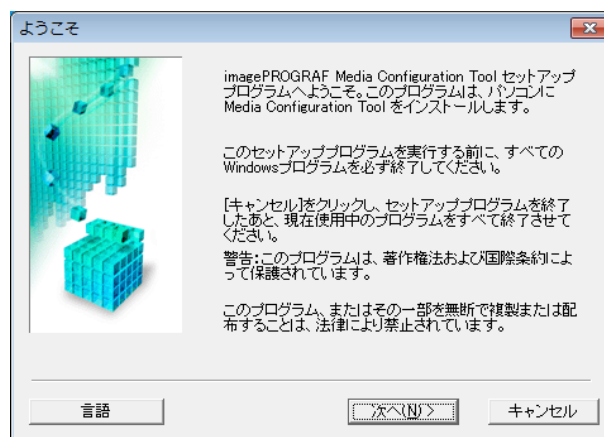 ようこそ
imagePROGRAF Media Configuration Tool セットアップ
プログラムへようこそ。このプログラムは、パソコンに
Media Configuration Tool をインストールします。
このセットアッププログラムを実行する前に、すべての
Windowsプログラムを必ず終了してください。
[キャンセル]をクリックし、セットアッププログラムを終了
したあと、現在使用中のプログラムをすべて終了させて
ください。
警告:このプログラムは、著作権法および国際条約によ
って保護されています。
このプログラム、またはその一部を無断で複製または配
布することは、法律により禁止されています。
言語
次へ(N)>
キャンセル